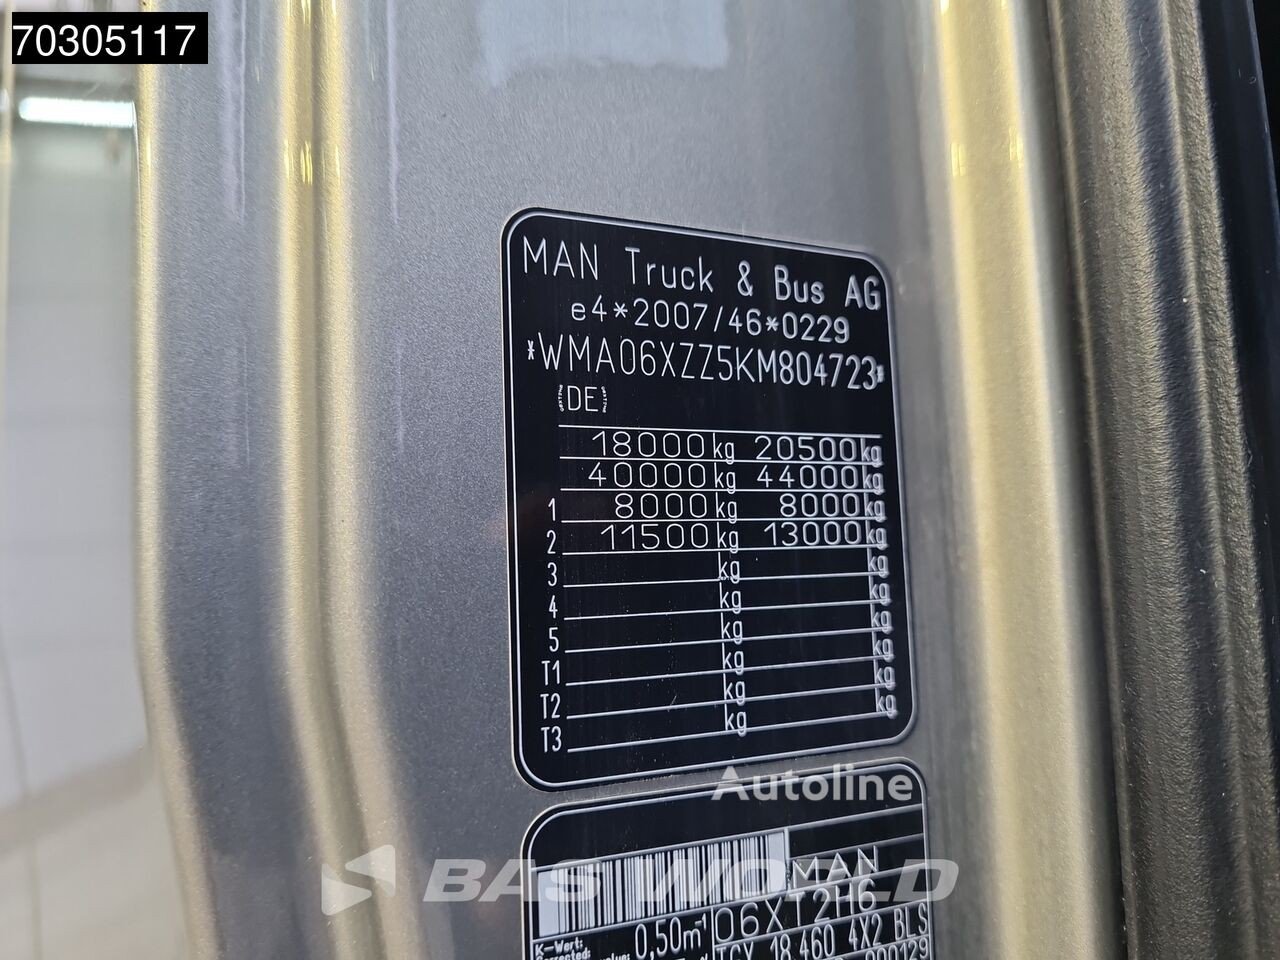 70305117
MAN Truck & Bus AG
e4*2007/46*0229
*WMA06XZZ5KM804723*
(DE)
18000kg 20500kg
40000kg 44000kg
1 8000kg 8000kg
2 11500kg 13000kg
3 kg kg
4 kg kg
5 kg kg
T1 kg kg
T2 kg kg
T3 kg kg
Autoline
MAN
BAS WORLD
06XT2H6
K-Wert: 0,50m⁻¹
18.460 4X2 BLS